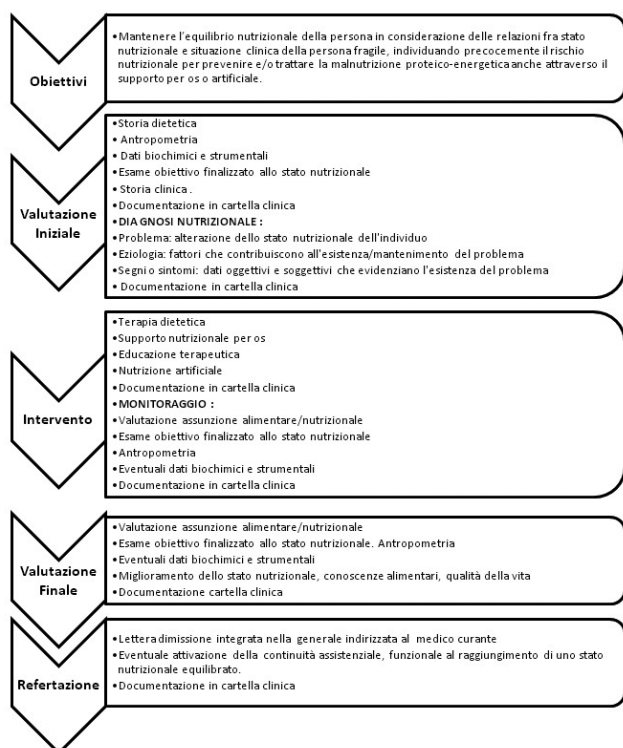 Obiettivi
•Mantenere l'equilibrio nutrizionale della persona in considerazione delle relazioni fra stato
nutrizionale e situazione clinica della persona fragile, individuando precocemente il rischio
nutrizionale per prevenire e/o trattare la malnutrizione proteico-energetica anche attraverso il
supporto per os o artificiale.
Valutazione
Iniziale
•Storia dietetica
• Antropometria
• Dati biochimici e strumentali
•Esame obiettivo finalizzato allo stato nutrizionale
• Storia clinica .
•Documentazione in cartella clinica
•DIAGNOSI NUTRIZIONALE :
•Problema: alterazione dello stato nutrizionale dell'individuo
•Eziologia: fattori che contribuiscono all'esistenza/mantenimento del problema
•Segni o sintomi: dati oggettivi e soggettivi che evidenziano l'esistenza del problema
• Documentazione in cartella clinica
Intervento
•Terapia dietetica
•Supporto nutrizionale per os
•Educazione terapeutica
•Nutrizione artificiale
•Documentazione in cartella clinica
•MONITORAGGIO :
•Valutazione assunzione alimentare/nutrizionale
•Esame obiettivo finalizzato allo stato nutrizionale
•Antropometria
•Eventuali dati biochimici e strumentali
•Documentazione in cartella clinica
Valutazione
Finale
•Valutazione assunzione alimentare/nutrizionale
•Esame obiettivo finalizzato allo stato nutrizionale. Antropometria
•Eventuali dati biochimici e strumentali
•Miglioramento dello stato nutrizionale, conoscenze alimentari, qualità della vita
•Documentazione cartella clinica
Refertazione
•Lettera dimissione integrata nella generale indirizzata al medico curante
•Eventuale attivazione della continuità assistenziale, funzionale al raggiungimento di uno stato
nutrizionale equilibrato.
•Documentazione in cartella clinica